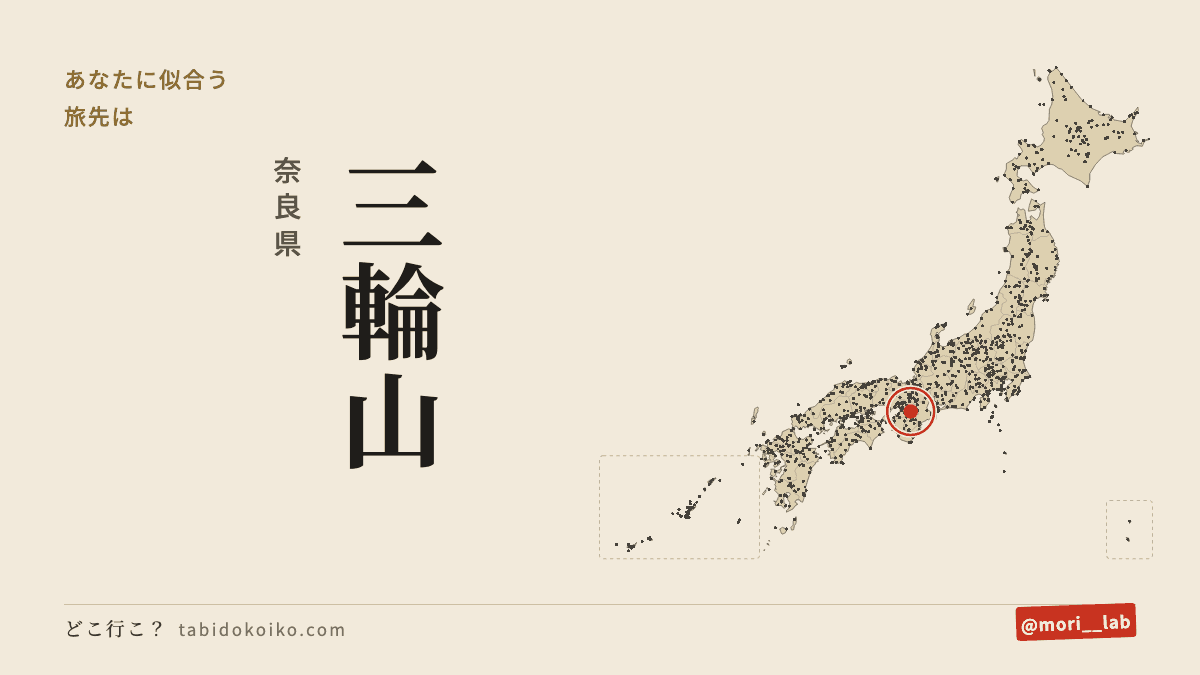 あなたに似合う
旅先は
三輪山
奈良県
どこ行こ? tabidokoiko.com
@mori__lab